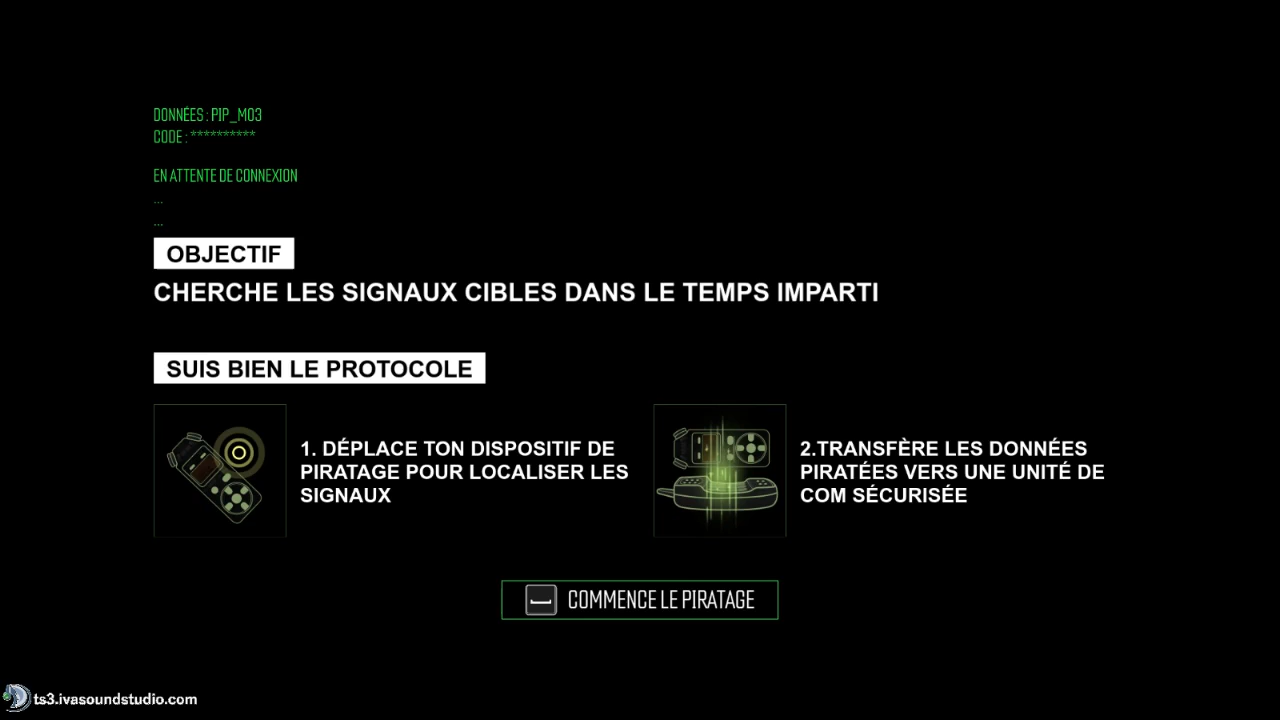 DONNÉES : PIP_M03
CODE : **********
EN ATTENTE DE CONNEXION
...
...
OBJECTIF
CHERCHE LES SIGNAUX CIBLES DANS LE TEMPS IMPARTI
SUIS BIEN LE PROTOCOLE
1. DÉPLACE TON DISPOSITIF DE
PIRATAGE POUR LOCALISER LES
SIGNAUX
2.TRANSFÈRE LES DONNÉES
PIRATÉES VERS UNE UNITÉ DE
COM SÉCURISÉE
COMMENCE LE PIRATAGE
ts3.ivasoundstudio.com